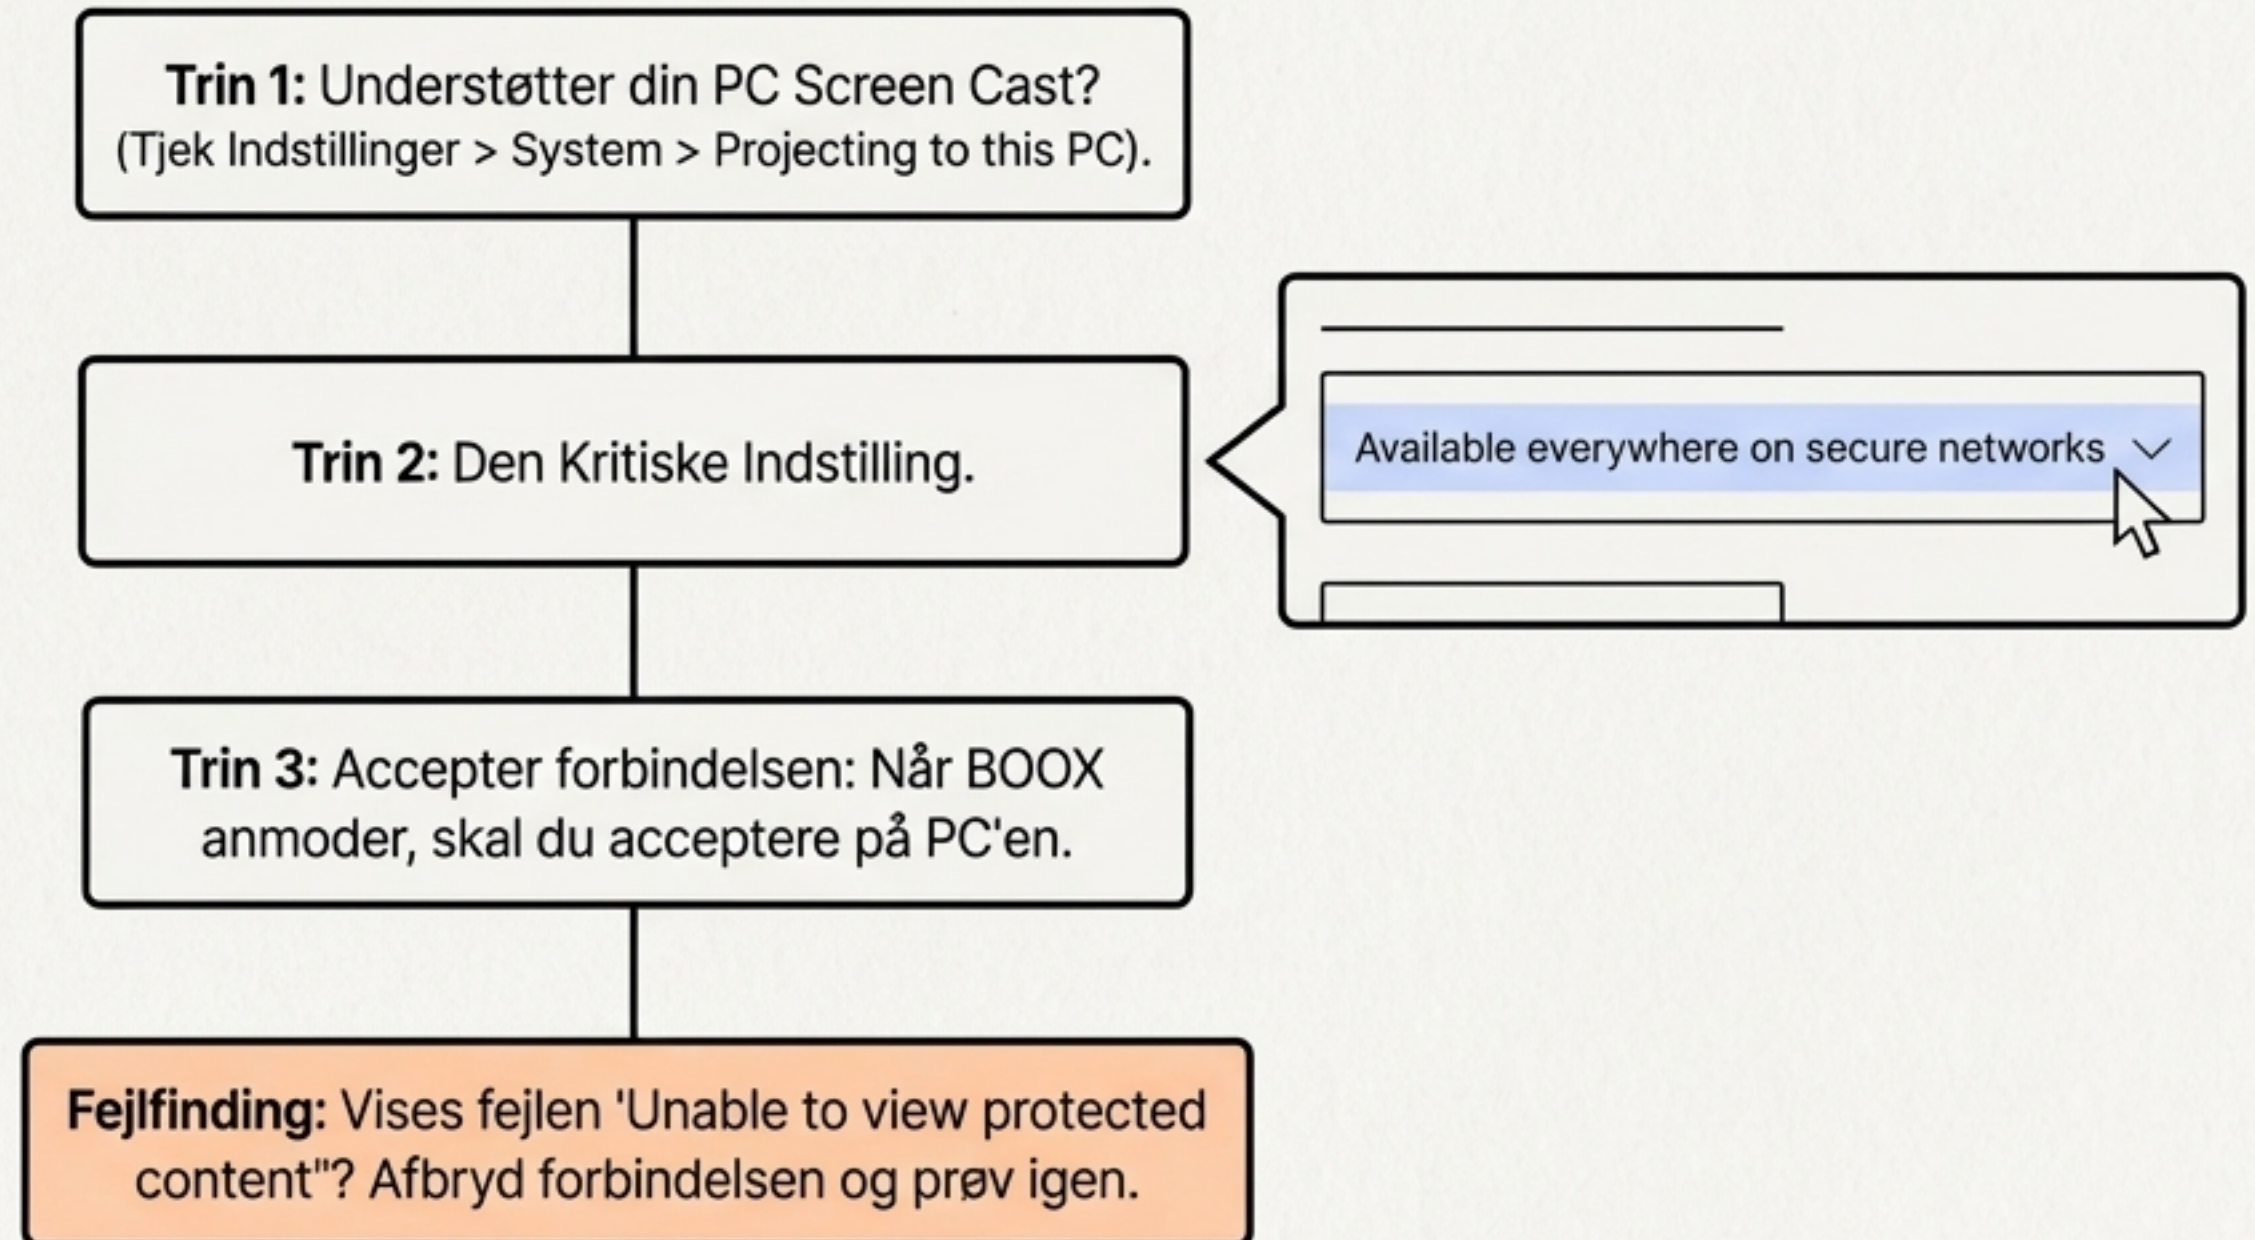 Trin 1: Understøtter din PC Screen Cast?
(Tjek Indstillinger > System > Projecting to this PC).
Trin 2: Den Kritiske Indstilling.
Available everywhere on secure networks
Trin 3: Accepter forbindelsen: Når BOOX
anmoder, skal du acceptere på PC'en.
Fejlfinding: Vises fejlen 'Unable to view protected
content"? Afbryd forbindelsen og prøv igen.